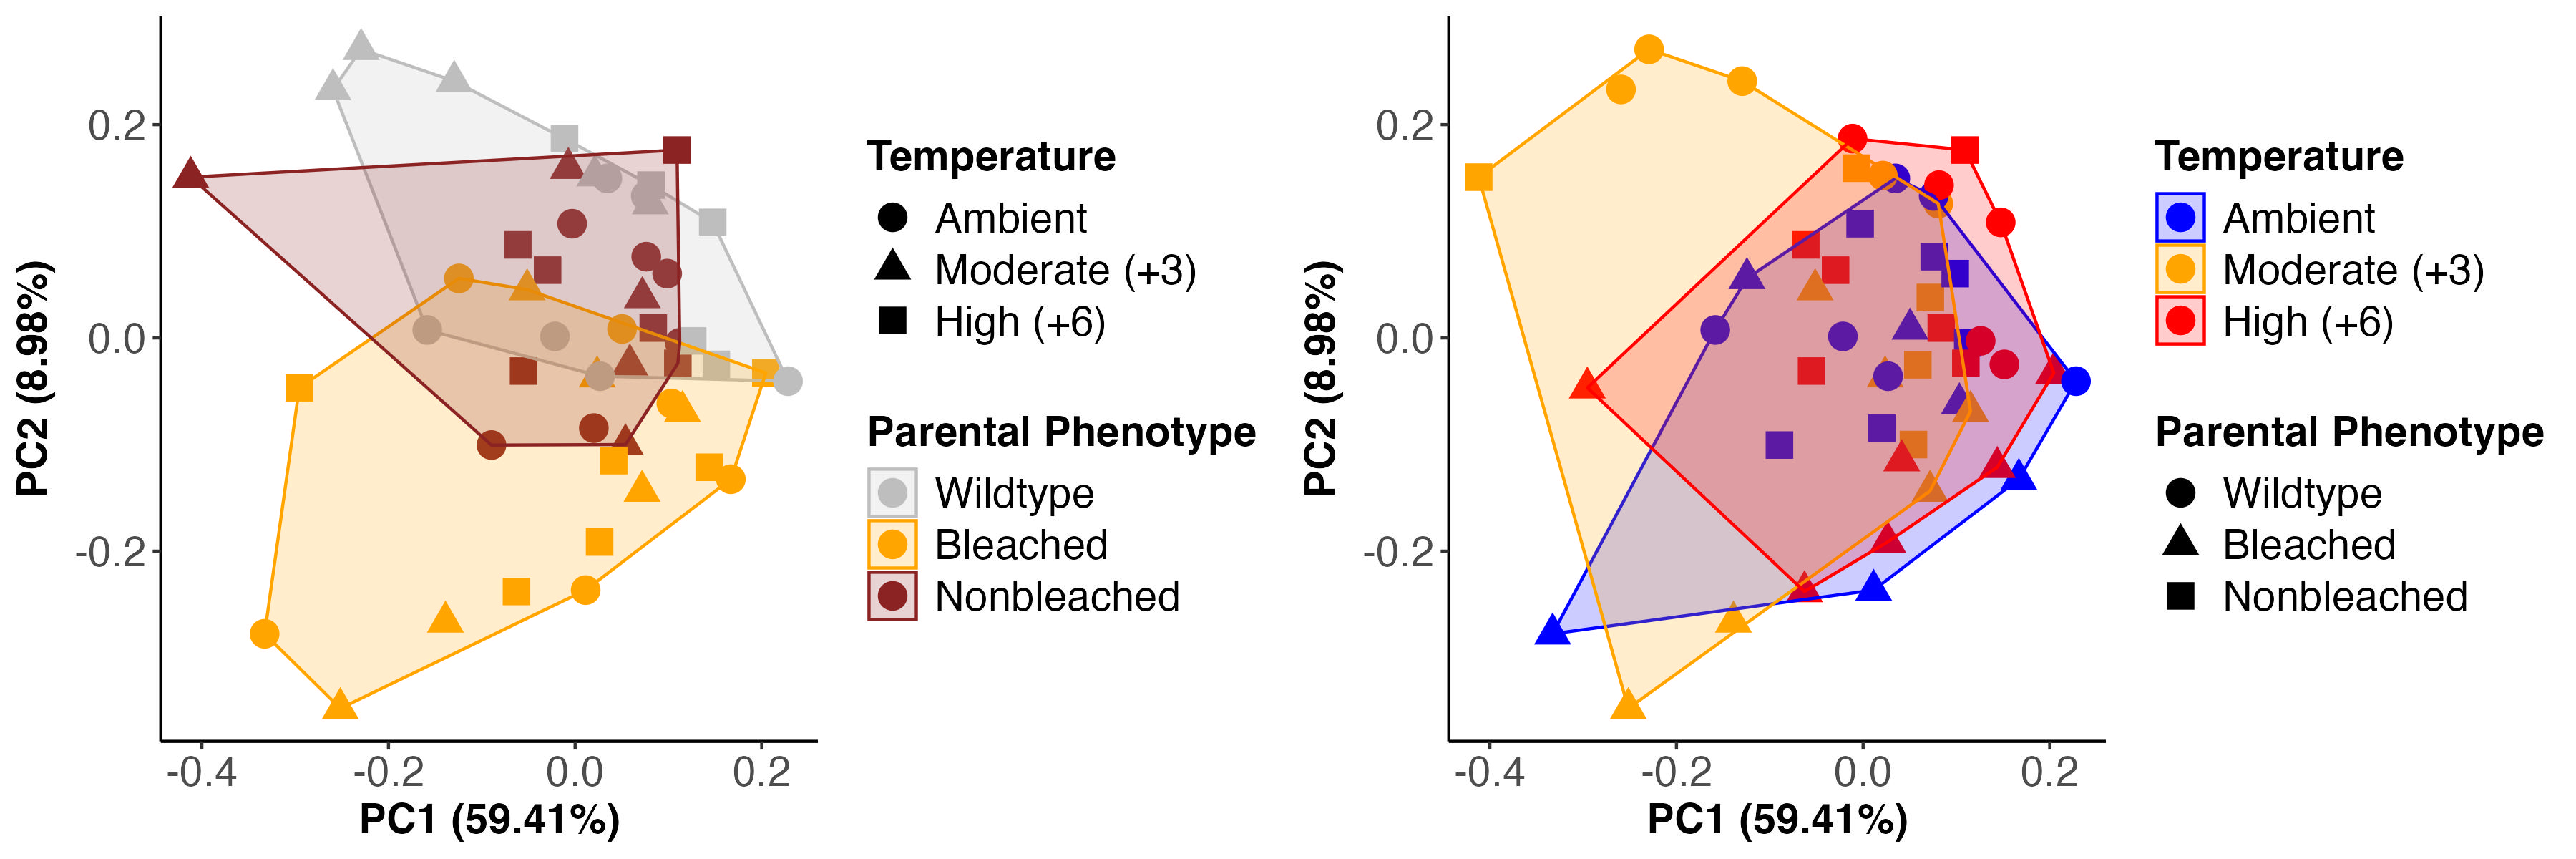 PC2 (8.98%)
0.2
0.0
-0.2
-0.4
-0.2
0.0
0.2
PC1 (59.41%)
Temperature
Ambient
Moderate (+3)
High (+6)
Parental Phenotype
Wildtype
Bleached
Nonbleached
PC2 (8.98%)
0.2
0.0
-0.2
-0.4
-0.2
0.0
0.2
PC1 (59.41%)
Temperature
Ambient
Moderate (+3)
High (+6)
Parental Phenotype
Wildtype
Bleached
Nonbleached